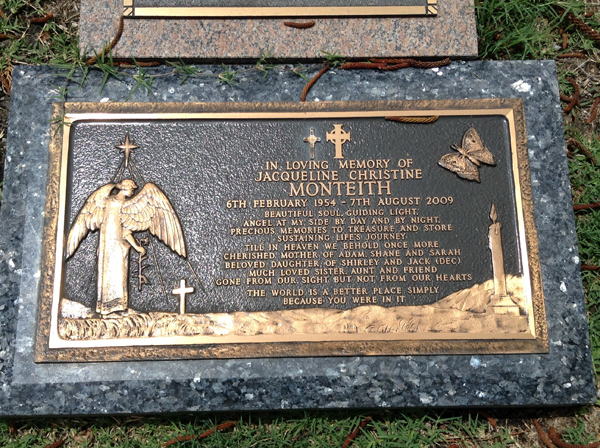 IN LOVING MEMORY OF
JACQUELINE CHRISTINE
MONTEITH
6TH FEBRUARY 1954 - 7TH AUGUST 2009
BEAUTIFUL SOUL, GUIDING LIGHT,
ANGEL AT MY SIDE BY DAY AND BY NIGHT,
PRECIOUS MEMORIES TO TREASURE AND STORE
SUSTAINING LIFE'S JOURNEY,
TILL IN HEAVEN WE BEHOLD ONCE MORE
CHERISHED MOTHER OF ADAM, SHANE AND SARAH
BELOVED DAUGHTER OF SHIRLEY AND JACK (DEC)
MUCH LOVED SISTER, AUNT AND FRIEND
GONE FROM OUR SIGHT BUT NOT FROM OUR HEARTS
THE WORLD IS A BETTER PLACE SIMPLY
BECAUSE YOU WERE IN IT